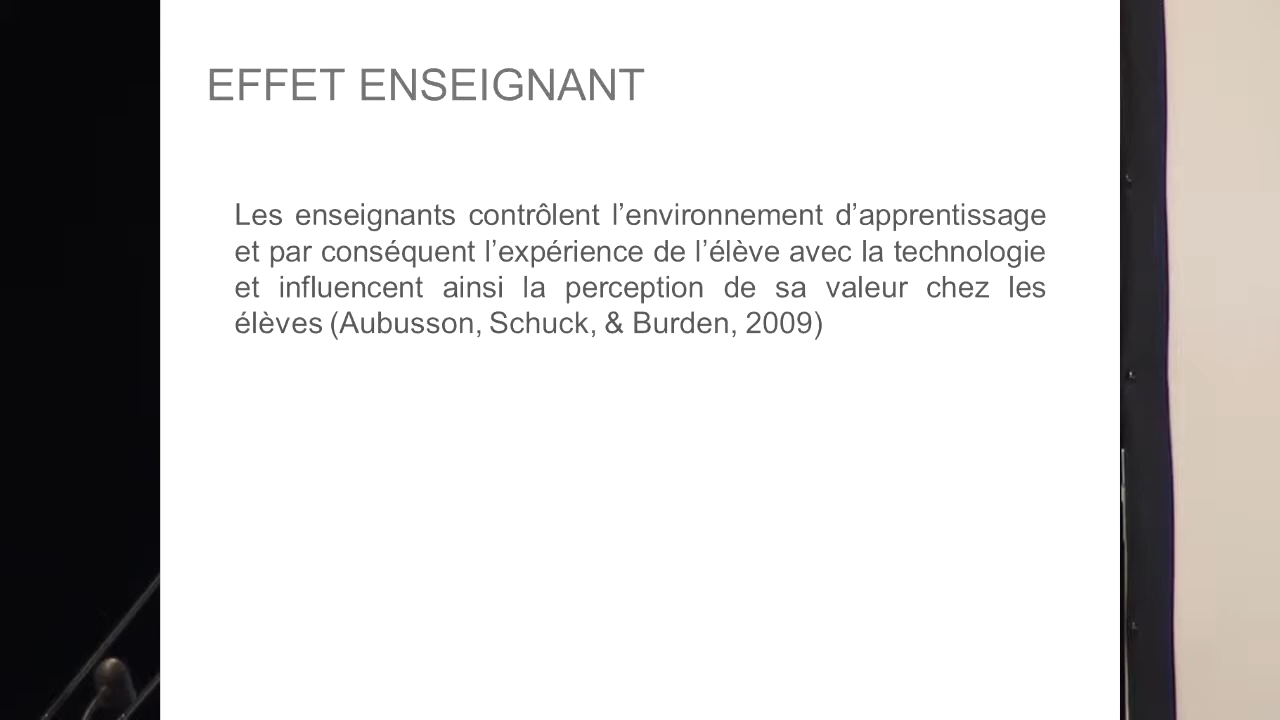 EFFET ENSEIGNANT
Les enseignants contrôlent l’environnement d’apprentissage
et par conséquent l’expérience de l’élève avec la technologie
et influencent ainsi la perception de sa valeur chez les
élèves (Aubusson, Schuck, & Burden, 2009)